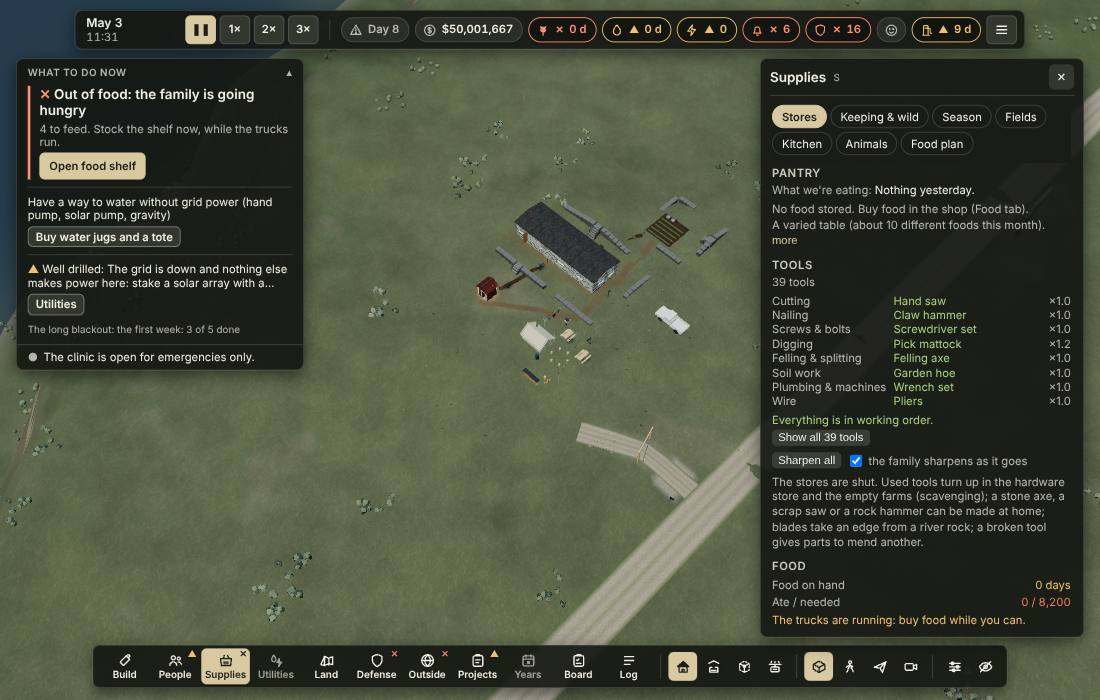 May 3
11:31
1×
2×
3×
Day 8
$50,001,667
× 0 d
0 d
0
× 6
× 16
9 d
WHAT TO DO NOW
× Out of food: the family is going
hungry
4 to feed. Stock the shelf now, while the trucks
run.
Open food shelf
Have a way to water without grid power (hand
pump, solar pump, gravity)
Buy water jugs and a tote
Well drilled: The grid is down and nothing else
makes power here: stake a solar array with a...
Utilities
The long blackout: the first week: 3 of 5 done
The clinic is open for emergencies only.
Supplies S
Stores
Keeping & wild
Season
Fields
Kitchen
Animals
Food plan
PANTRY
What we're eating: Nothing yesterday.
No food stored. Buy food in the shop (Food tab).
A varied table (about 10 different foods this month).
more
TOOLS
39 tools
Cutting Hand saw ×1.0
Nailing Claw hammer ×1.0
Screws & bolts Screwdriver set ×1.0
Digging Pick mattock ×1.2
Felling & splitting Felling axe ×1.0
Soil work Garden hoe ×1.0
Plumbing & machines Wrench set ×1.0
Wire Pliers ×1.0
Everything is in working order.
Show all 39 tools
Sharpen all the family sharpens as it goes
The stores are shut. Used tools turn up in the hardware
store and the empty farms (scavenging); a stone axe, a
scrap saw or a rock hammer can be made at home;
blades take an edge from a river rock; a broken tool
gives parts to mend another.
FOOD
Food on hand 0 days
Ate / needed 0 / 8,200
The trucks are running: buy food while you can.
Build
People
Supplies
Utilities
Land
Defense
Outside
Projects
Years
Board
Log